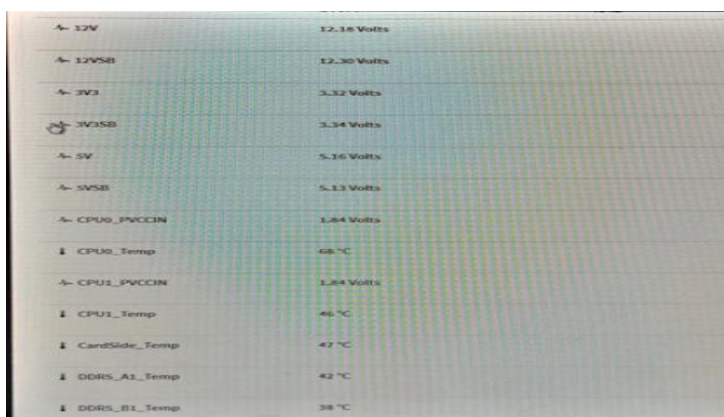 12V 12.18 Volts
12VSB 12.30 Volts
3V3 3.32 Volts
3V3SB 3.34 Volts
5V 5.16 Volts
5VSB 5.13 Volts
CPU0_PVCCIN 1.84 Volts
CPU0_Temp 68 °C
CPU1_PVCCIN 1.84 Volts
CPU1_Temp 46 °C
CardSide_Temp 47 °C
DDR5_A1_Temp 42 °C
DDR5_B1_Temp 38 °C